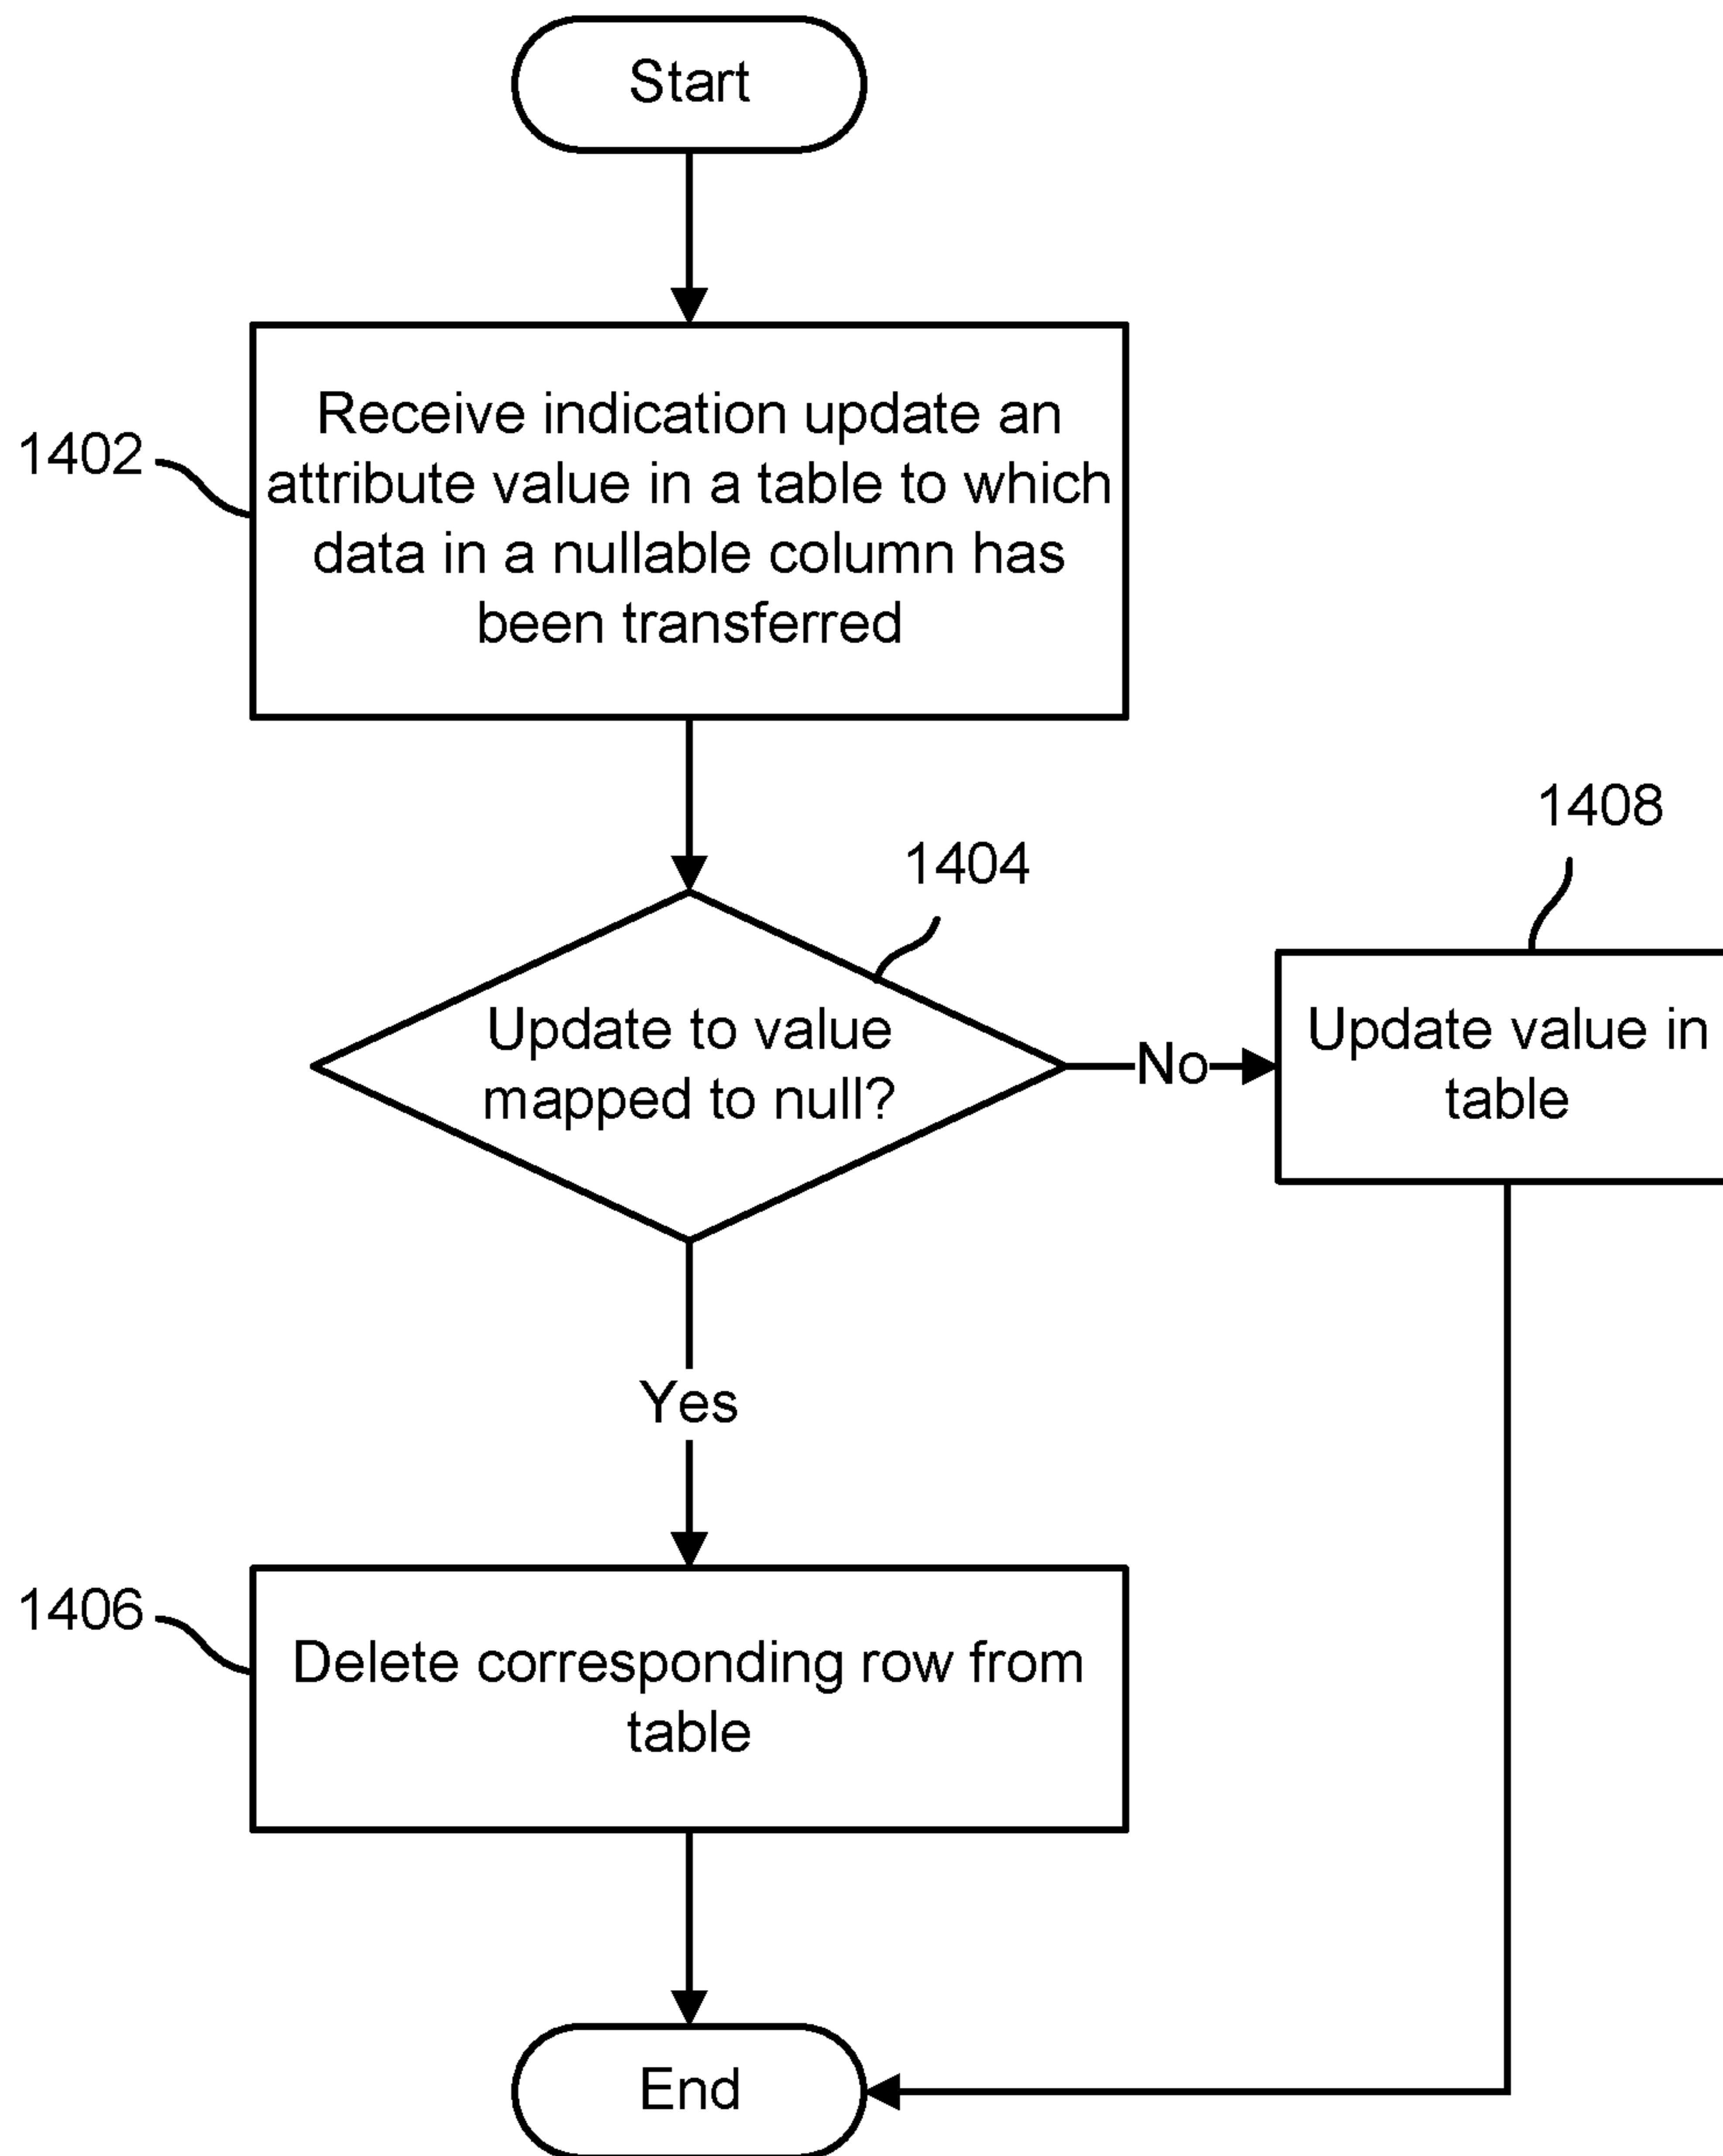 Start
1402
Receive indication update an
attribute value in a table to which
data in a nullable column has
been transferred
1404
Update to value
mapped to null?
No
1408
Update value in
table
Yes
1406
Delete corresponding row from
table
End